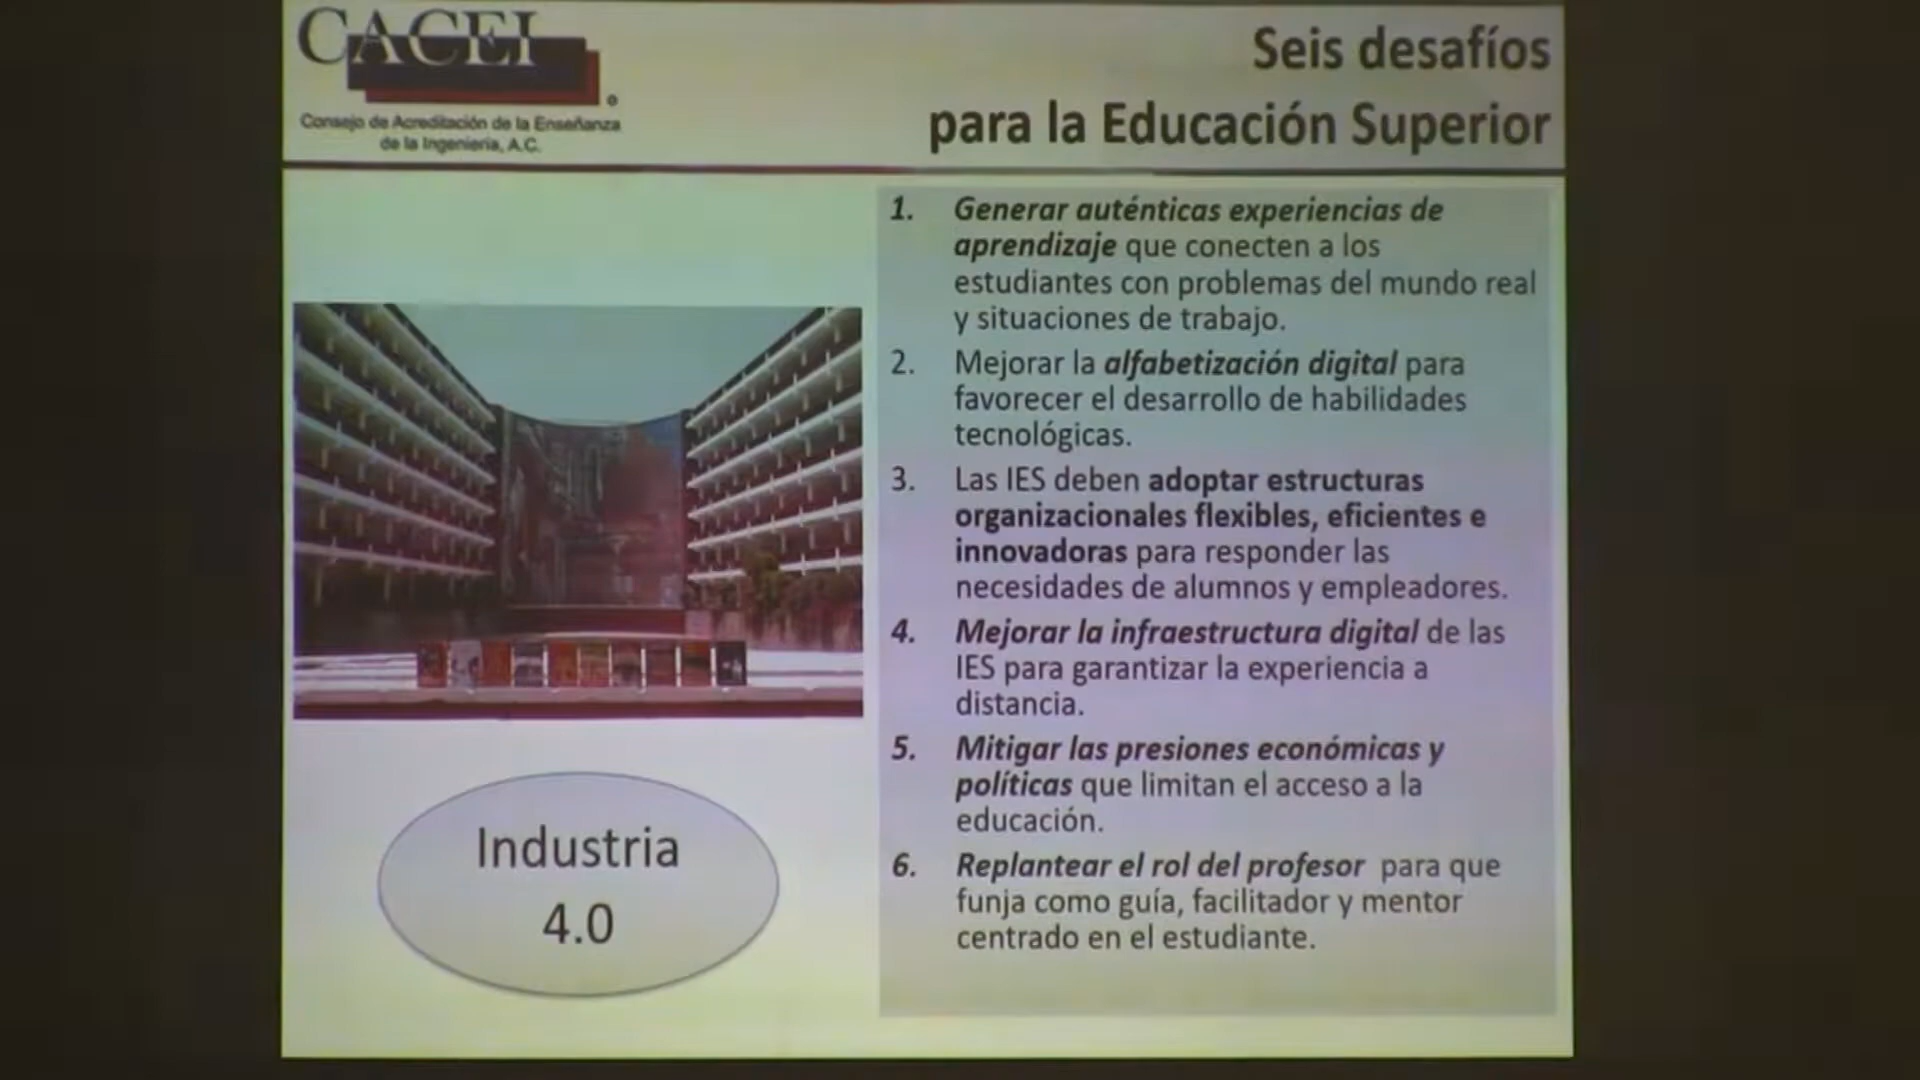 CACEI
Consejo de Acreditación de la Enseñanza
de la Ingeniería, A.C.
Seis desafíos
para la Educación Superior
1. Generar auténticas experiencias de
aprendizaje que conecten a los
estudiantes con problemas del mundo real
y situaciones de trabajo.
2. Mejorar la alfabetización digital para
favorecer el desarrollo de habilidades
tecnológicas.
3. Las IES deben adoptar estructuras
organizacionales flexibles, eficientes e
innovadoras para responder las
necesidades de alumnos y empleadores.
4. Mejorar la infraestructura digital de las
IES para garantizar la experiencia a
distancia.
5. Mitigar las presiones económicas y
políticas que limitan el acceso a la
educación.
6. Replantear el rol del profesor para que
funja como guía, facilitador y mentor
centrado en el estudiante.
Industria
4.0